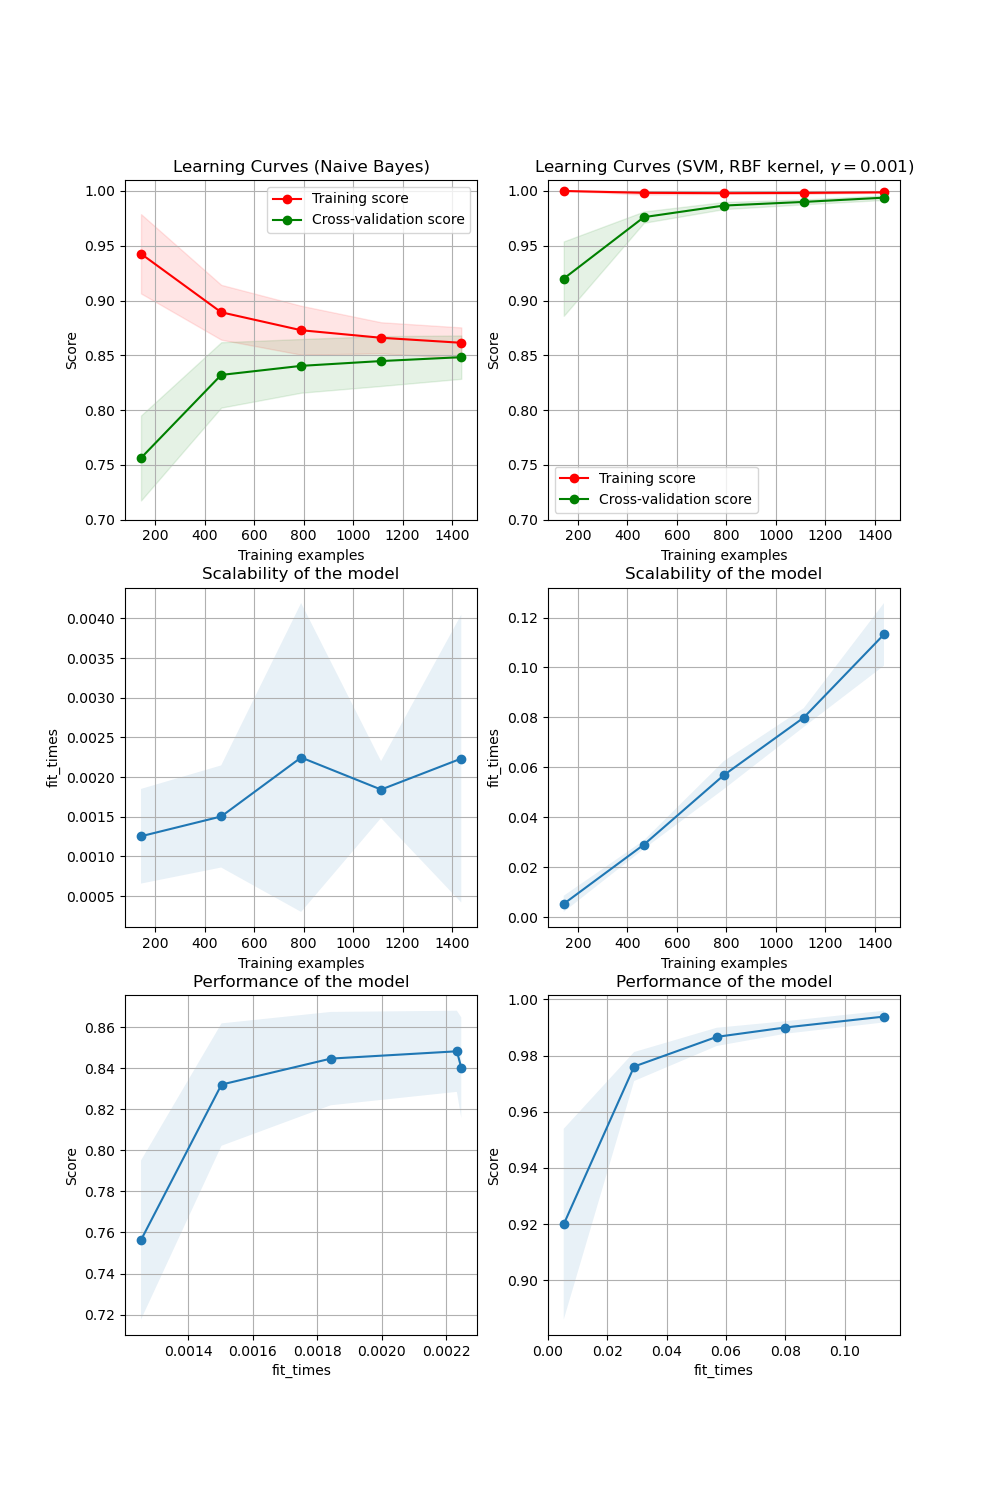 Learning Curves (Naive Bayes)
1.00
0.95
0.90
0.85
0.80
0.75
0.70
Score
Training score
Cross-validation score
200 400 600 800 1000 1200 1400
Training examples
Learning Curves (SVM, RBF kernel, γ = 0.001)
1.00
0.95
0.90
0.85
0.80
0.75
0.70
Score
Training score
Cross-validation score
200 400 600 800 1000 1200 1400
Training examples
Scalability of the model
0.0040
0.0035
0.0030
0.0025
0.0020
0.0015
0.0010
0.0005
fit_times
200 400 600 800 1000 1200 1400
Training examples
Scalability of the model
0.12
0.10
0.08
0.06
0.04
0.02
0.00
fit_times
200 400 600 800 1000 1200 1400
Training examples
Performance of the model
0.86
0.84
0.82
0.80
0.78
0.76
0.74
0.72
Score
0.0014 0.0016 0.0018 0.0020 0.0022
fit_times
Performance of the model
1.00
0.98
0.96
0.94
0.92
0.90
Score
0.00 0.02 0.04 0.06 0.08 0.10
fit_times